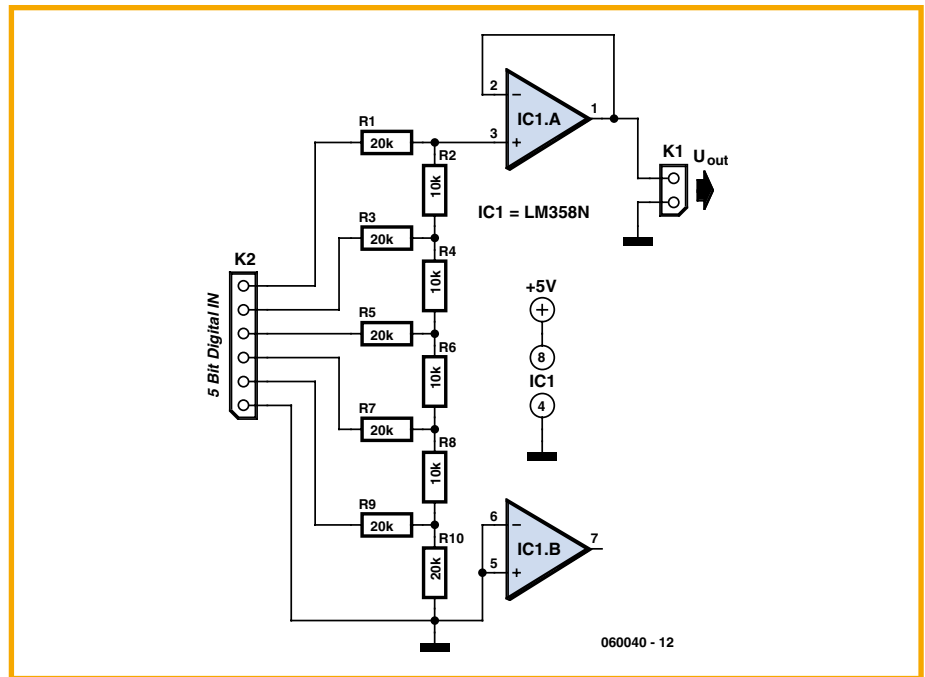 2
1
IC1.A
R1
3
K1
Uout
20k
R2
10k
IC1 = LM358N
R3
20k
R4
K2
10k
+5V
R5
20k
R6
5 Bit Digital IN
8
10k
IC1
R7
4
20k
R8
10k
R9
6
20k
7
R10
IC1.B
5
20k
060040 - 12